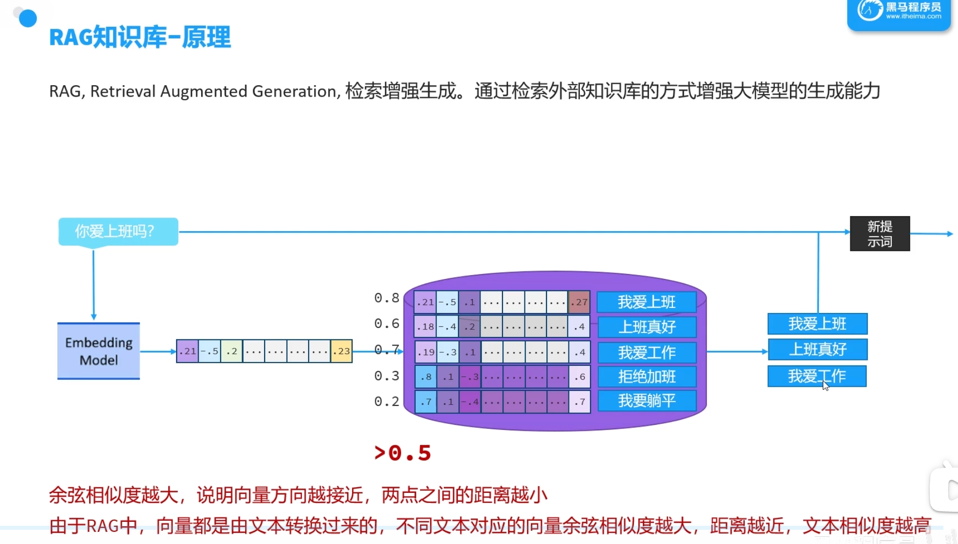 黑马程序员
www.itheima.com
RAG知识库-原理
RAG, Retrieval Augmented Generation, 检索增强生成。通过检索外部知识库的方式增强大模型的生成能力
你爱上班吗?
新提
示词
Embedding
Model
.21 -.5 .2 ... ... ... ... .23
0.8 .21 -.5 .1 ... ... ... ... .27 我爱上班
0.6 .18 -.4 .2 ... ... ... ... .4 上班真好
0.7 .19 -.3 .1 ... ... ... ... .4 我爱工作
0.3 .8 .1 -.3 ... ... ... ... .6 拒绝加班
0.2 .7 .1 -.4 ... ... ... ... .7 我要躺平
我爱上班
上班真好
我爱工作
>0.5
余弦相似度越大，说明向量方向越接近，两点之间的距离越小
由于RAG中，向量都是由文本转换过来的，不同文本对应的向量余弦相似度越大，距离越近，文本相似度越高